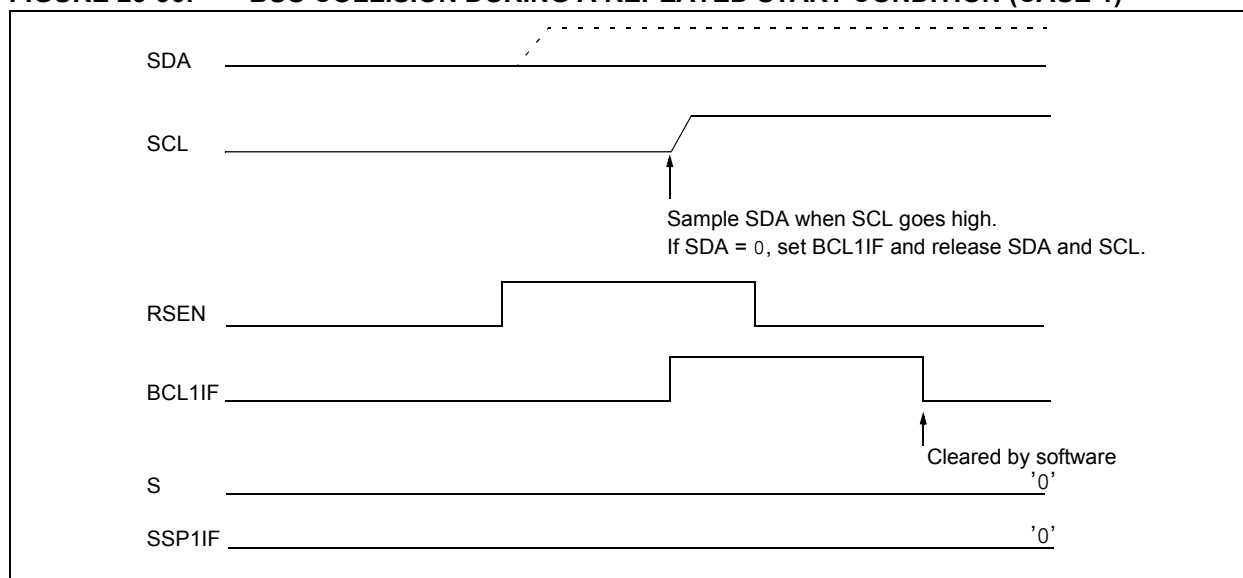 SDA
SCL
Sample SDA when SCL goes high.
If SDA = 0, set BCL1IF and release SDA and SCL.
RSEN
BCL1IF
Cleared by software
S
'0'
SSP1IF
'0'